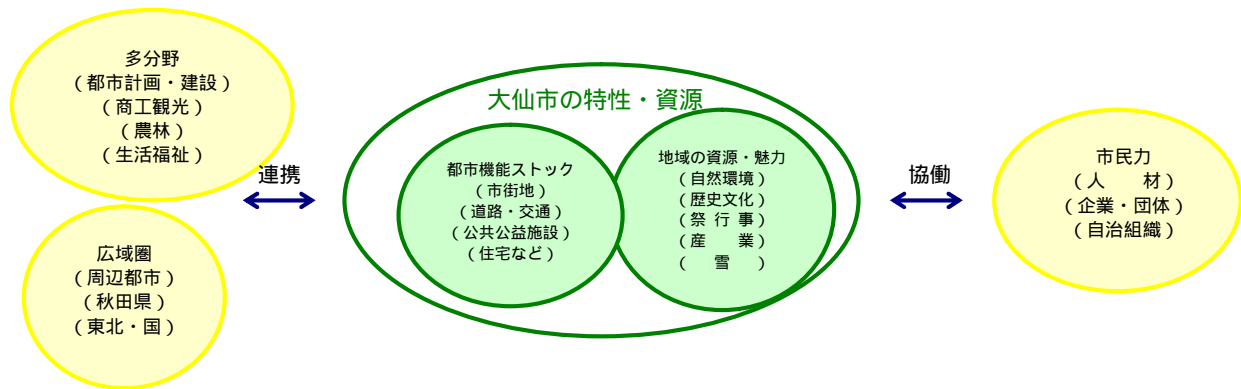 多分野
(都市計画・建設)
(商工観光)
(農林)
(生活福祉)
広域圏
(周辺都市)
(秋田県)
(東北・国)
連携
大仙市の特性・資源
都市機能ストック
(市街地)
(道路・交通)
(公共公益施設)
(住宅など)
地域の資源・魅力
(自然環境)
(歴史文化)
(祭 行 事)
(産　　業)
(　雪　)
協働
市民力
(人　　材)
(企業・団体)
(自治組織)